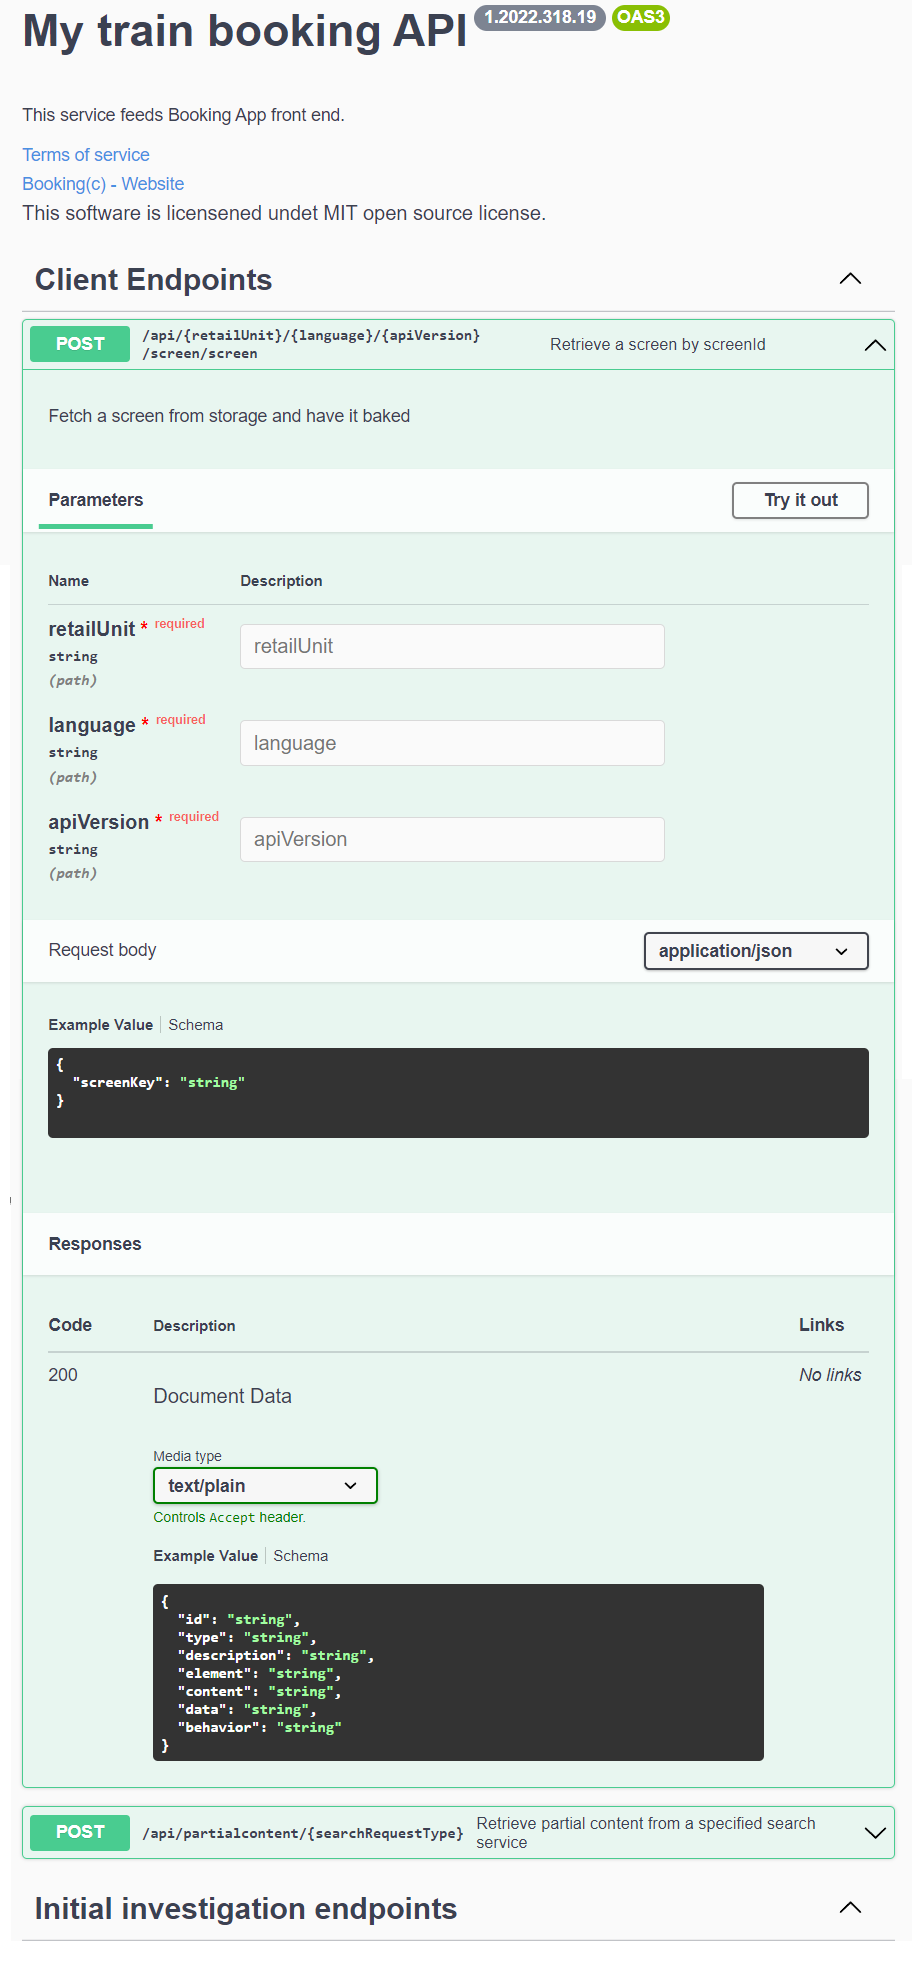 My train booking API 1.2022.318.19 OAS3
This service feeds Booking App front end.
Terms of service
Booking(c) - Website
This software is licensened undet MIT open source license.
Client Endpoints
POST /api/{retailUnit}/{language}/{apiVersion}
/screen/screen Retrieve a screen by screenId
Fetch a screen from storage and have it baked
Parameters Try it out
Name Description
retailUnit * required
string
(path)
retailUnit
language * required
string
(path)
language
apiVersion * required
string
(path)
apiVersion
Request body application/json
Example Value Schema
{
"screenKey": "string"
}
Responses
Code Description Links
200 No links
Document Data
Media type
text/plain
Controls Accept header.
Example Value Schema
{
"id": "string",
"type": "string",
"description": "string",
"element": "string",
"content": "string",
"data": "string",
"behavior": "string"
}
POST /api/partialcontent/{searchRequestType} Retrieve partial content from a specified search
service
Initial investigation endpoints